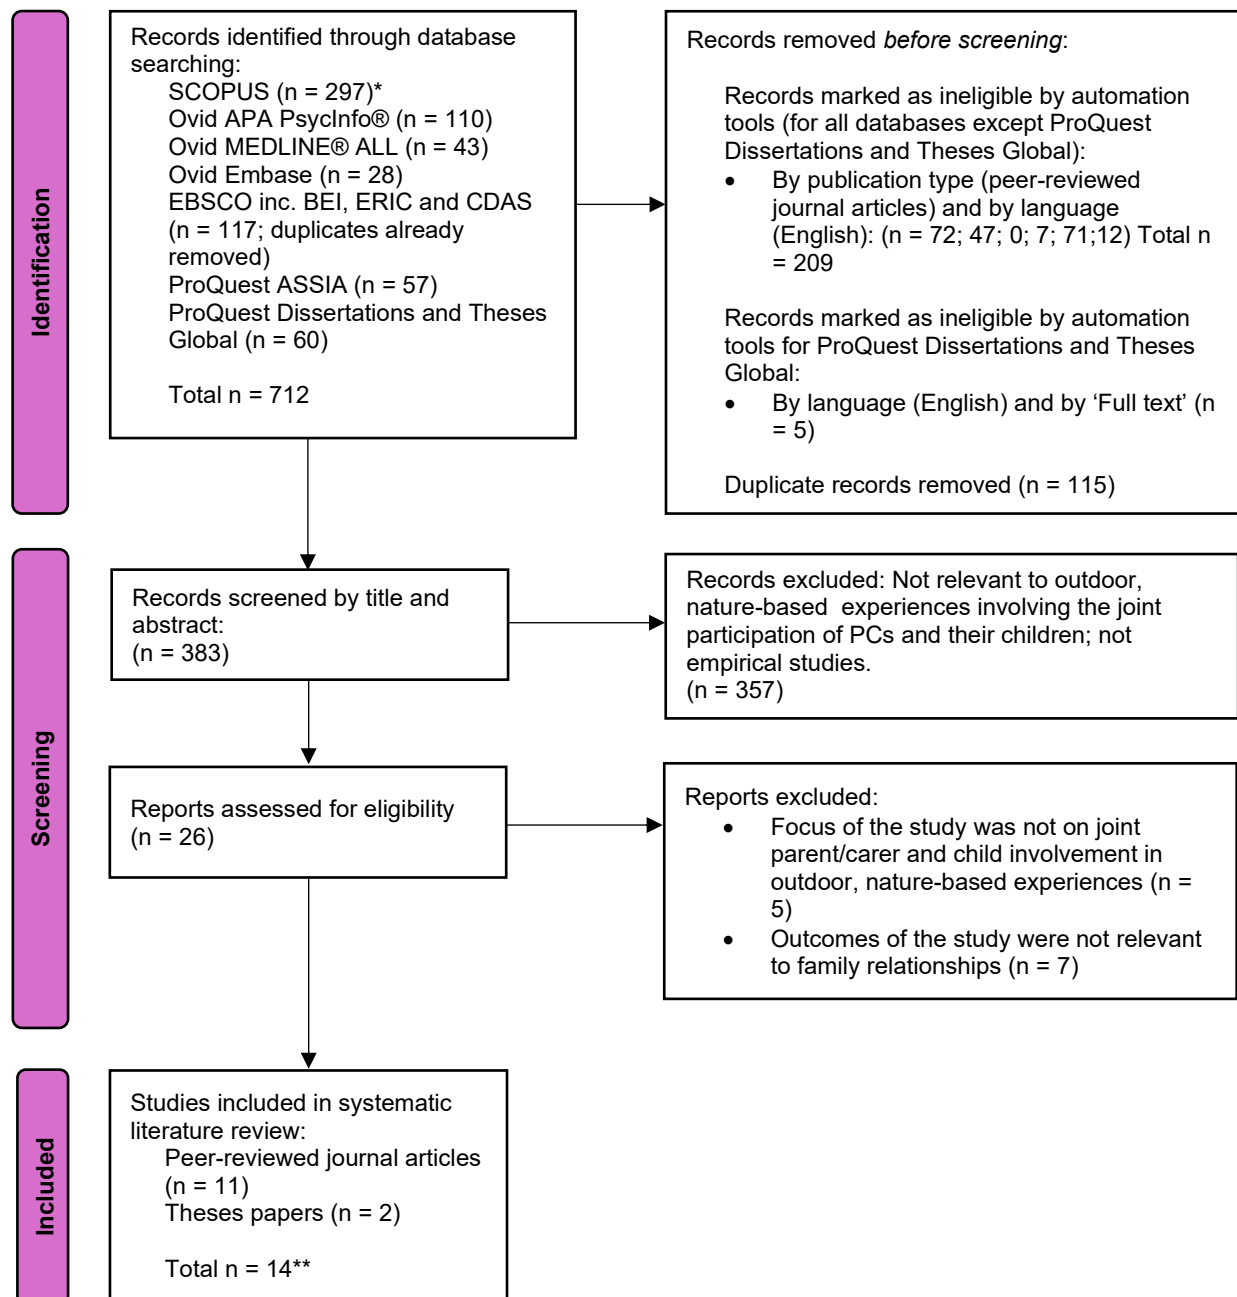 Identification
Records identified through database
searching:
SCOPUS (n = 297)*
Ovid APA PsycInfo® (n = 110)
Ovid MEDLINE® ALL (n = 43)
Ovid Embase (n = 28)
EBSCO inc. BEI, ERIC and CDAS
(n = 117; duplicates already
removed)
ProQuest ASSIA (n = 57)
ProQuest Dissertations and Theses
Global (n = 60)
Total n = 712
Records removed before screening:
Records marked as ineligible by automation
tools (for all databases except ProQuest
Dissertations and Theses Global):
• By publication type (peer-reviewed
journal articles) and by language
(English): (n = 72; 47; 0; 7; 71;12) Total n
= 209
Records marked as ineligible by automation
tools for ProQuest Dissertations and Theses
Global:
• By language (English) and by ‘Full text’ (n
= 5)
Duplicate records removed (n = 115)
Screening
Records screened by title and
abstract:
(n = 383)
Records excluded: Not relevant to outdoor,
nature-based experiences involving the joint
participation of PCs and their children; not
empirical studies.
(n = 357)
Reports assessed for eligibility
(n = 26)
Reports excluded:
• Focus of the study was not on joint
parent/carer and child involvement in
outdoor, nature-based experiences (n =
5)
• Outcomes of the study were not relevant
to family relationships (n = 7)
Included
Studies included in systematic
literature review:
Peer-reviewed journal articles
(n = 11)
Theses papers (n = 2)
Total n = 14**